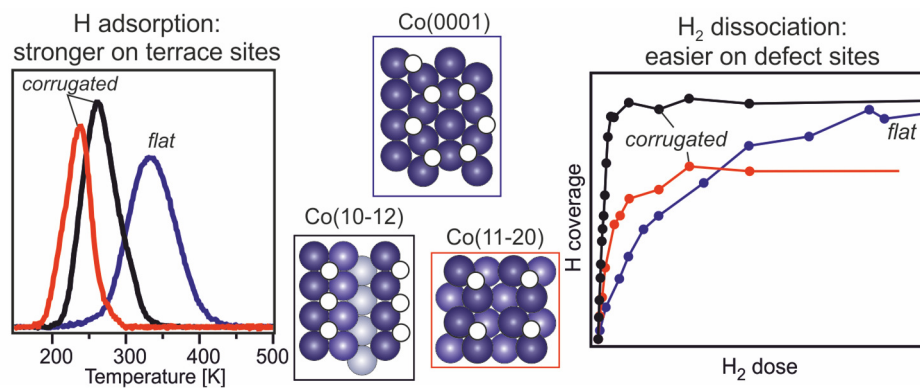 H adsorption:
stronger on terrace sites
corrugated
flat
200 300 400 500
Temperature [K]
Co(0001)
Co(10-12)
Co(11-20)
H₂ dissociation:
easier on defect sites
flat
corrugated
H coverage
H₂ dose